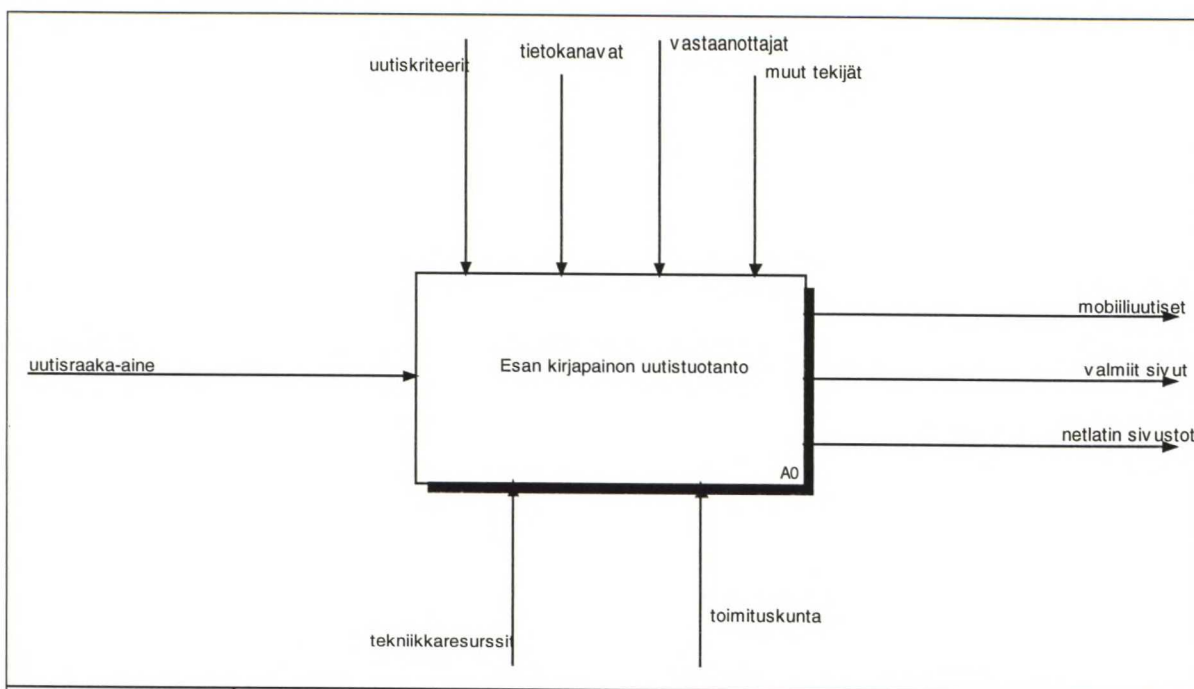 uutiskriteerit
tietokanavat
vastaanottajat
muut tekijät
mobiiliuutiset
uutisraaka-aine
Esan kirjapainon uutistuotanto
valmiit sivut
netlatin sivustot
A0
toimituskunta
tekniikkaresurssit